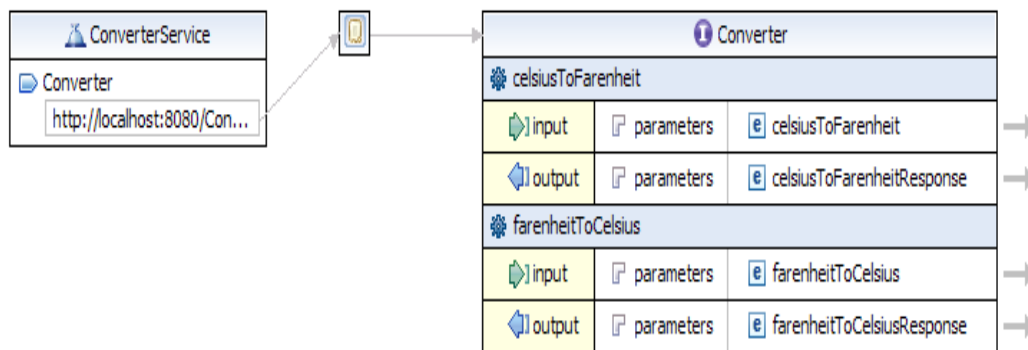 ConverterService
Converter
http://localhost:8080/Con...
Converter
celsiusToFarenheit
input parameters e celsiusToFarenheit
output parameters e celsiusToFarenheitResponse
farenheitToCelsius
input parameters e farenheitToCelsius
output parameters e farenheitToCelsiusResponse